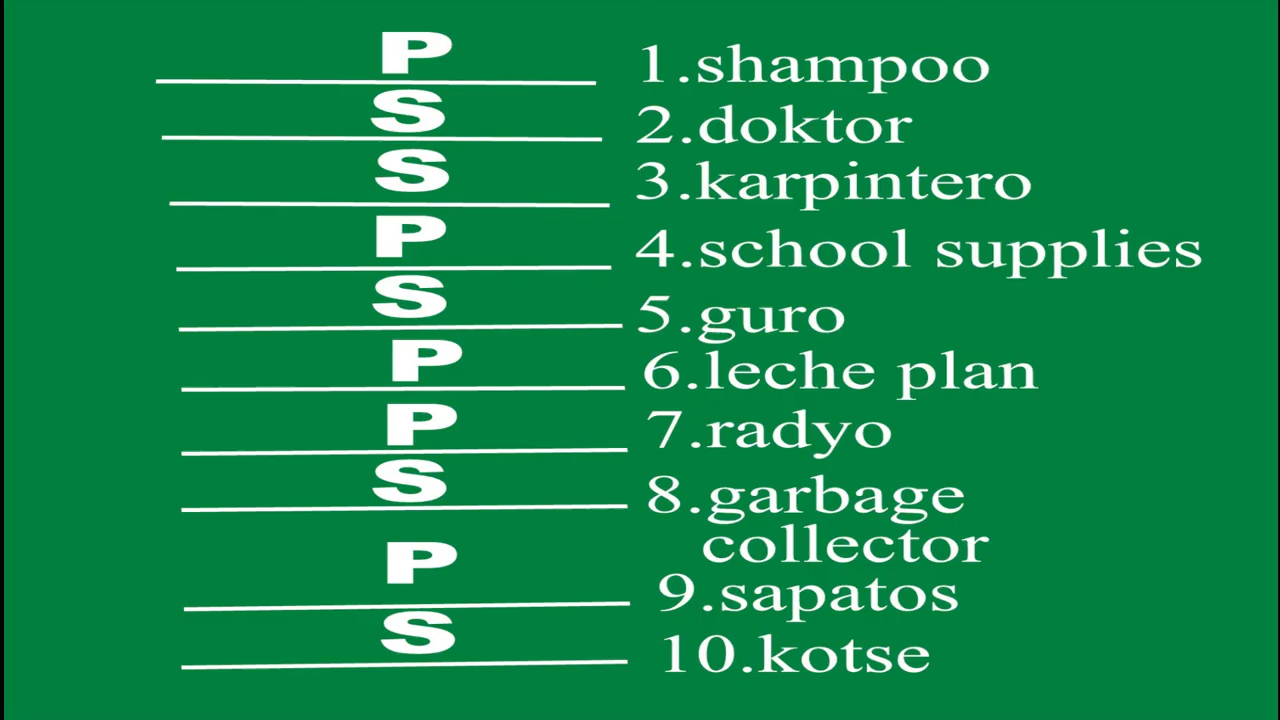 P 1.shampoo
S 2.doktor
S 3.karpintero
P 4.school supplies
S 5.guro
P 6.leche plan
P 7.radyo
S 8.garbage
collector
P 9.sapatos
S 10.kotse